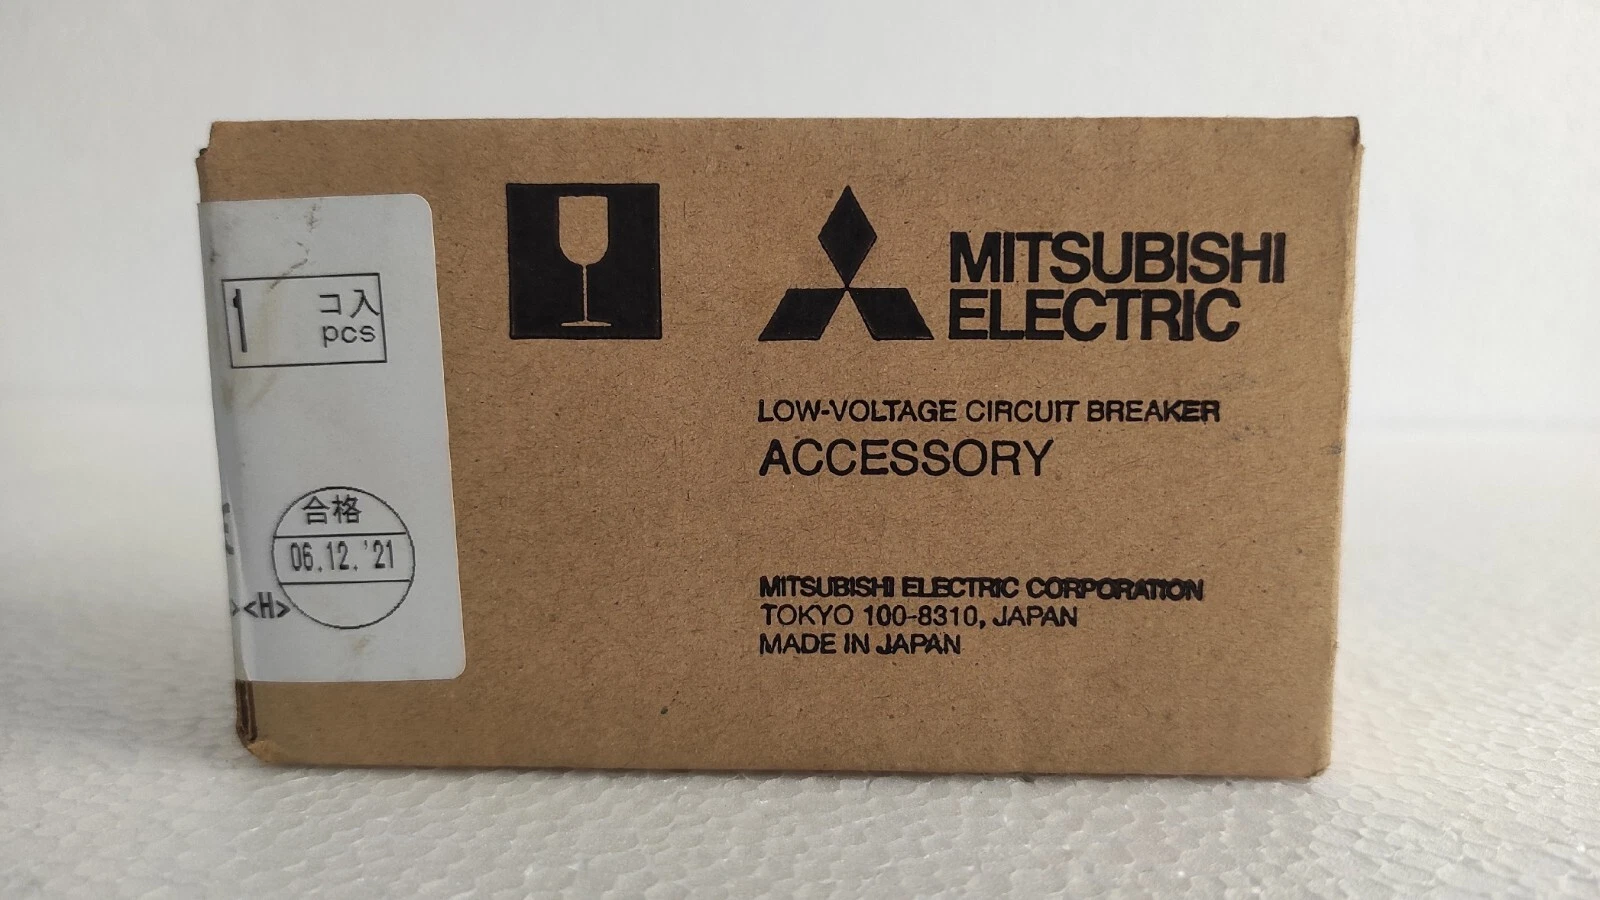 1 コ入
pcs
合格
06.12.'21
<H>
MITSUBISHI
ELECTRIC
LOW-VOLTAGE CIRCUIT BREAKER
ACCESSORY
MITSUBISHI ELECTRIC CORPORATION
TOKYO 100-8310, JAPAN
MADE IN JAPAN